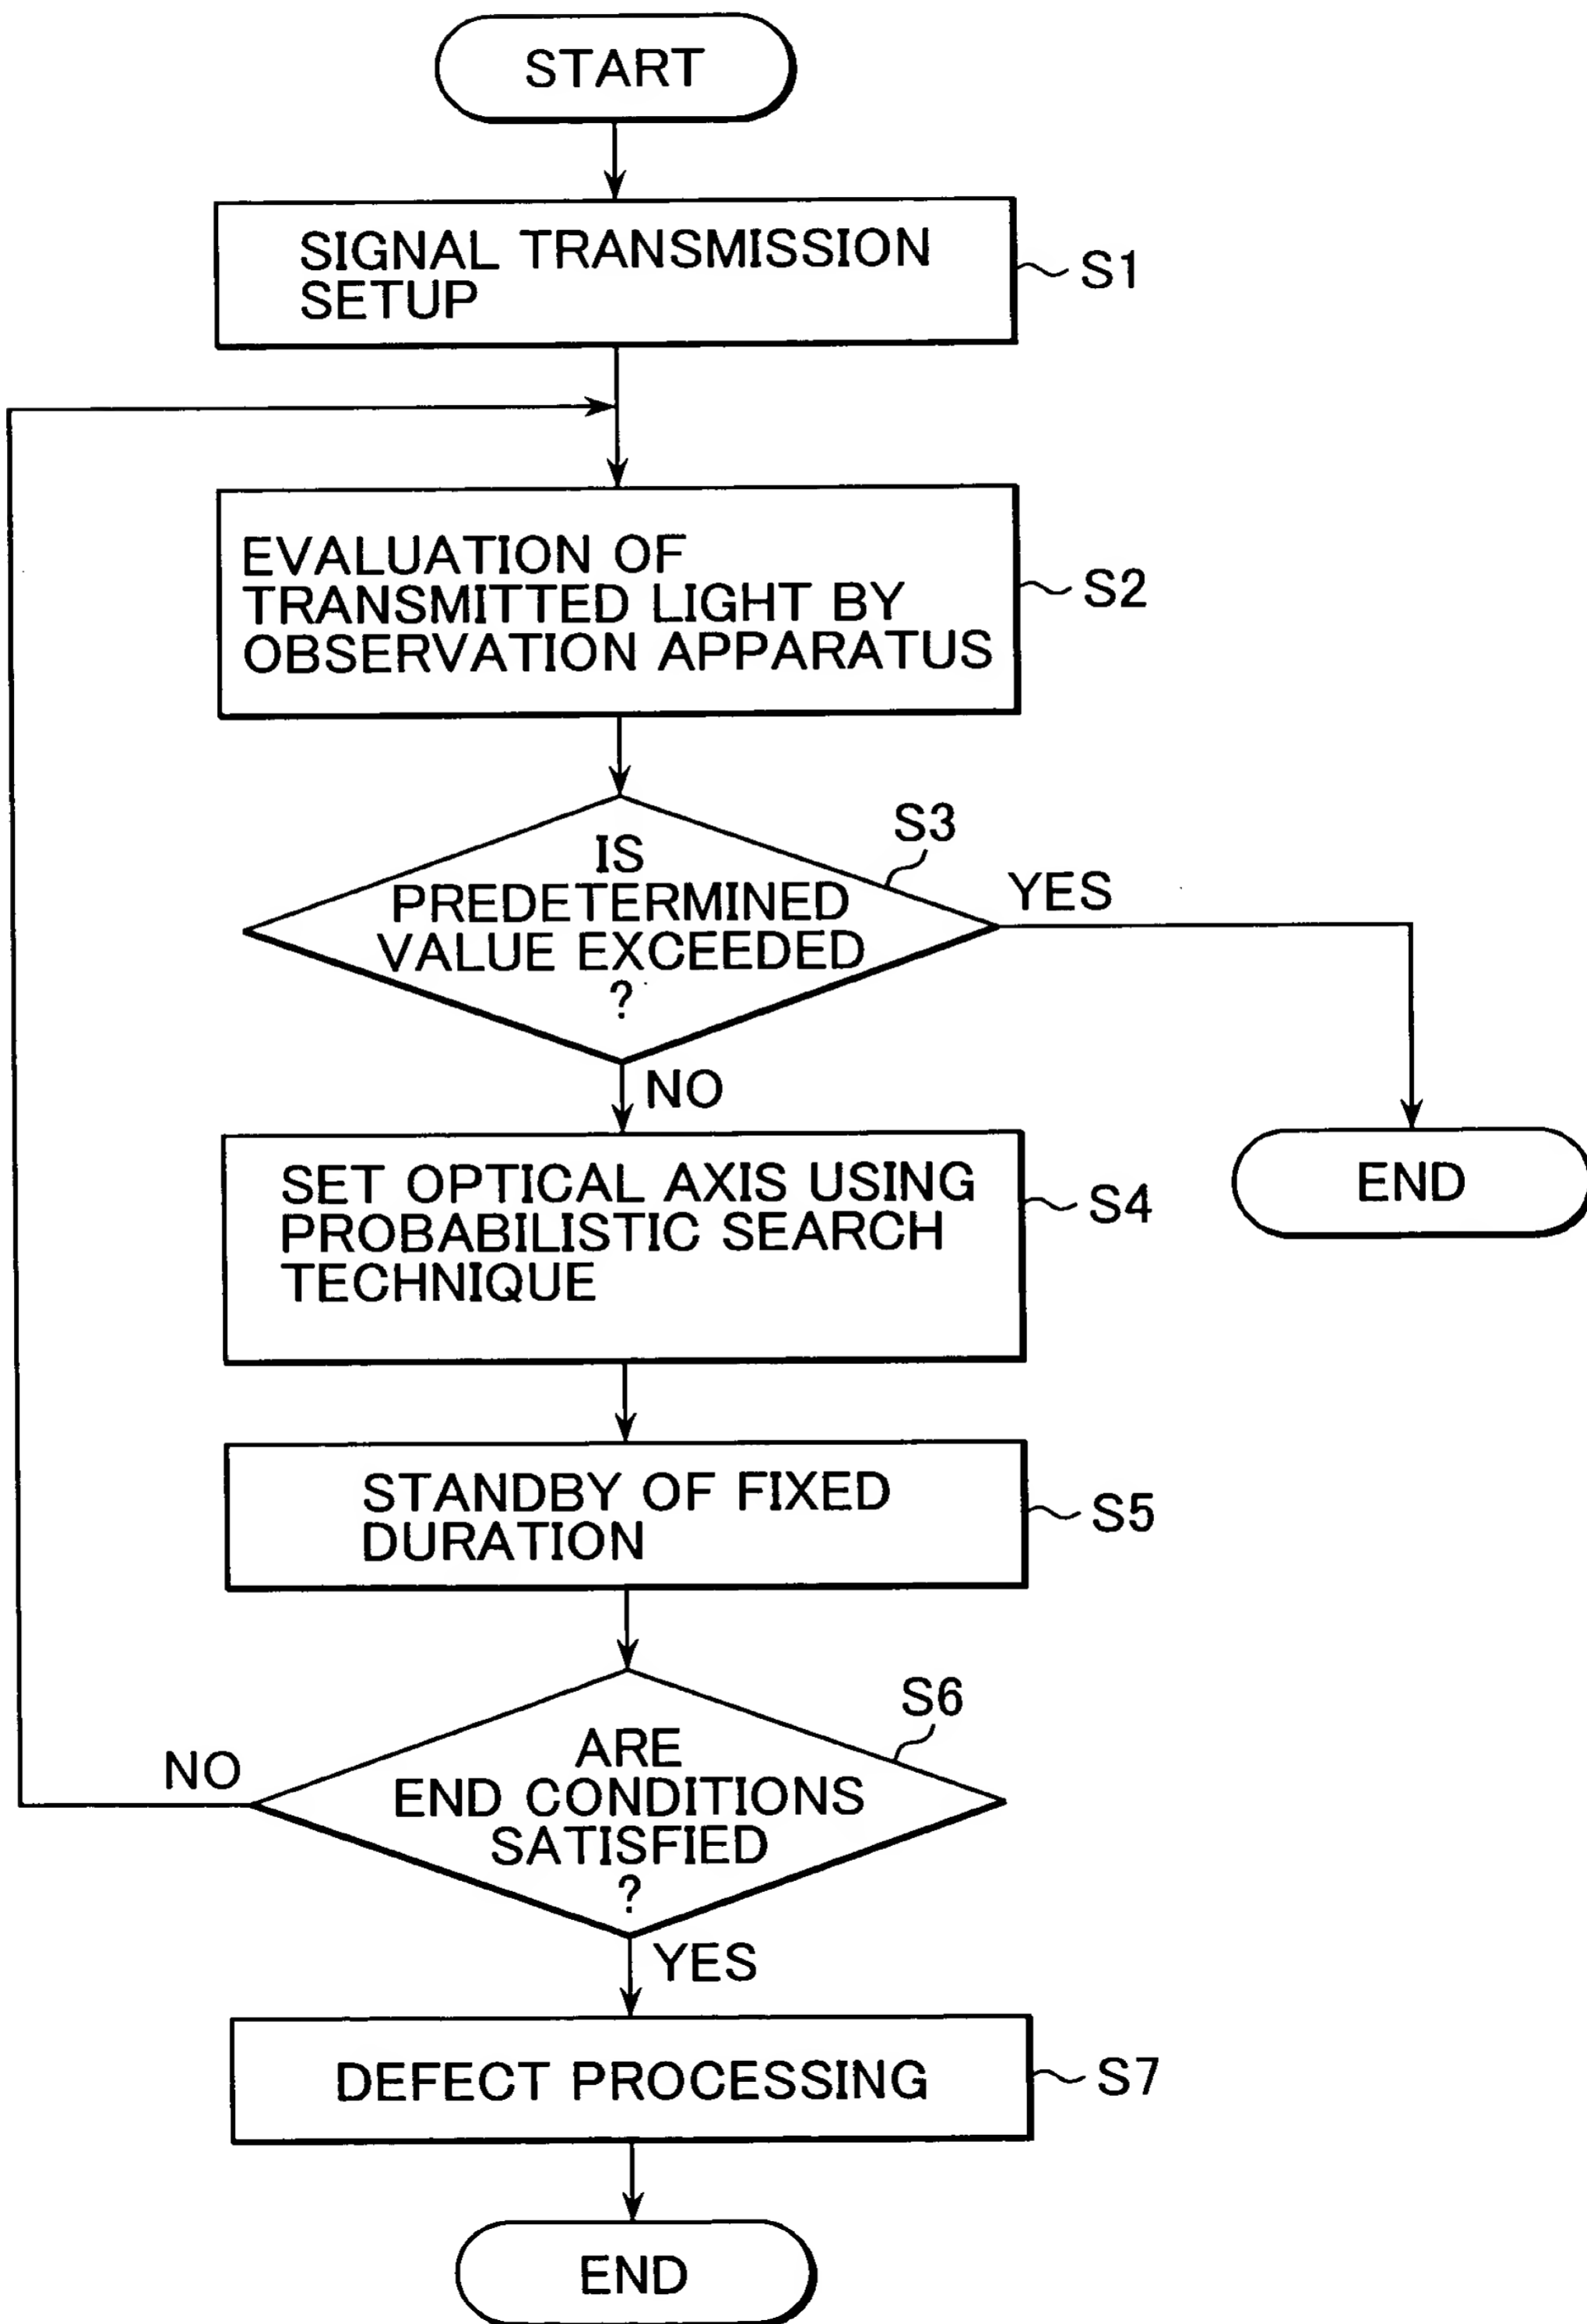 START
SIGNAL TRANSMISSION
SETUP
S1
EVALUATION OF
TRANSMITTED LIGHT BY
OBSERVATION APPARATUS
S2
S3
IS
PREDETERMINED
VALUE EXCEEDED
?
YES
NO
SET OPTICAL AXIS USING
PROBABILISTIC SEARCH
TECHNIQUE
S4
END
STANDBY OF FIXED
DURATION
S5
S6
ARE
END CONDITIONS
SATISFIED
?
NO
YES
DEFECT PROCESSING
S7
END